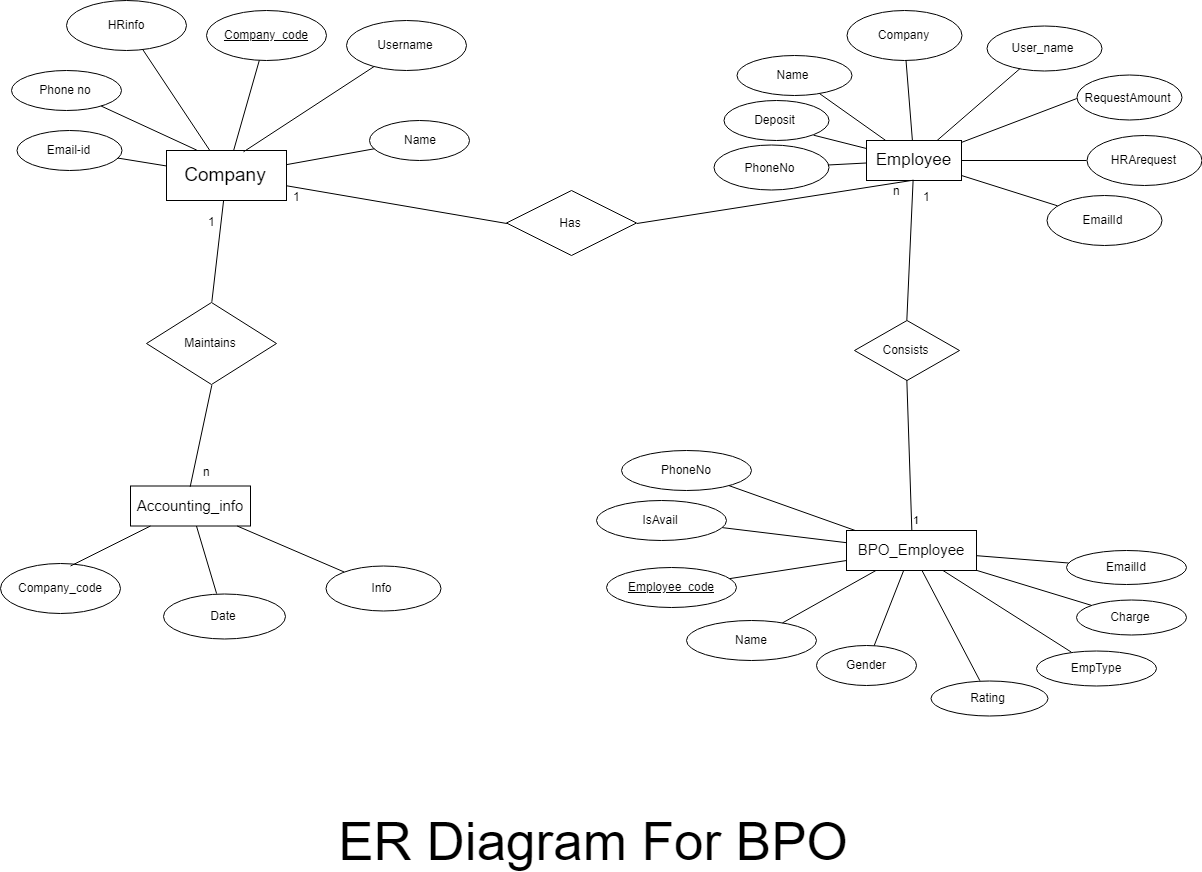 HRinfo
Company_code
Username
Phone no
Email-id
Name
Company
1
1
Company
User_name
Name
RequestAmount
Deposit
HRArequest
PhoneNo
EmailId
Employee
n
1
Has
Maintains
n
Consists
1
Accounting_info
Company_code
Date
Info
PhoneNo
IsAvail
Employee_code
Name
Gender
Rating
EmpType
Charge
EmailId
BPO_Employee
ER Diagram For BPO